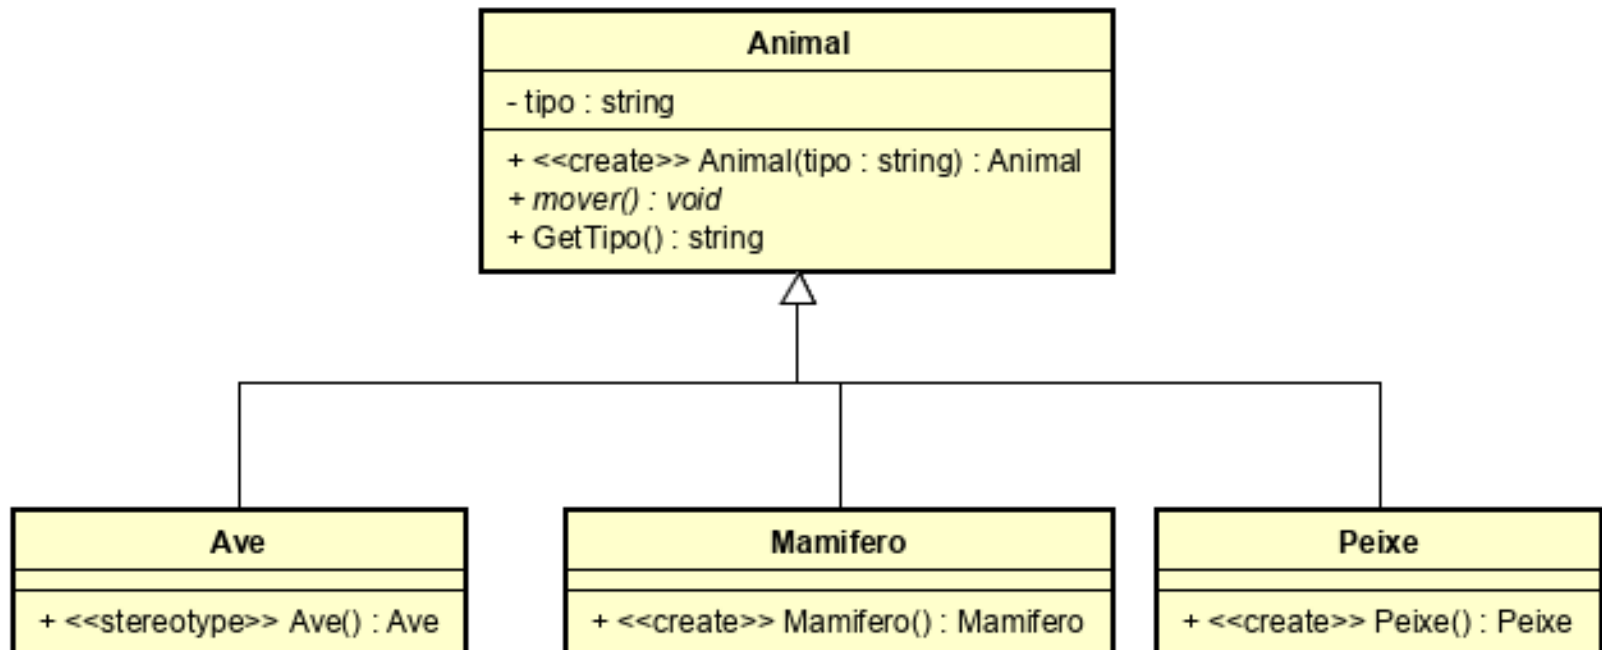 Animal
- tipo : string
+ <<create>> Animal(tipo : string) : Animal
+ mover() : void
+ GetTipo() : string
Ave
+ <<stereotype>> Ave() : Ave
Mamifero
+ <<create>> Mamifero() : Mamifero
Peixe
+ <<create>> Peixe() : Peixe